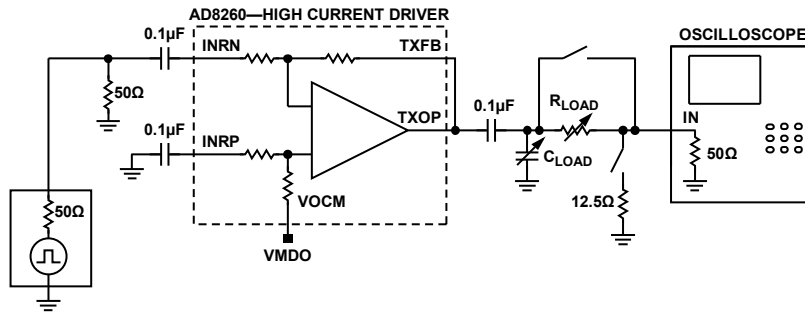 AD8260—HIGH CURRENT DRIVER
OSCILLOSCOPE
0.1µF
INRN
TXFB
50Ω
0.1µF
INRP
TXOP
0.1µF
RLOAD
IN
CLOAD
50Ω
50Ω
VOCM
12.5Ω
VMDO